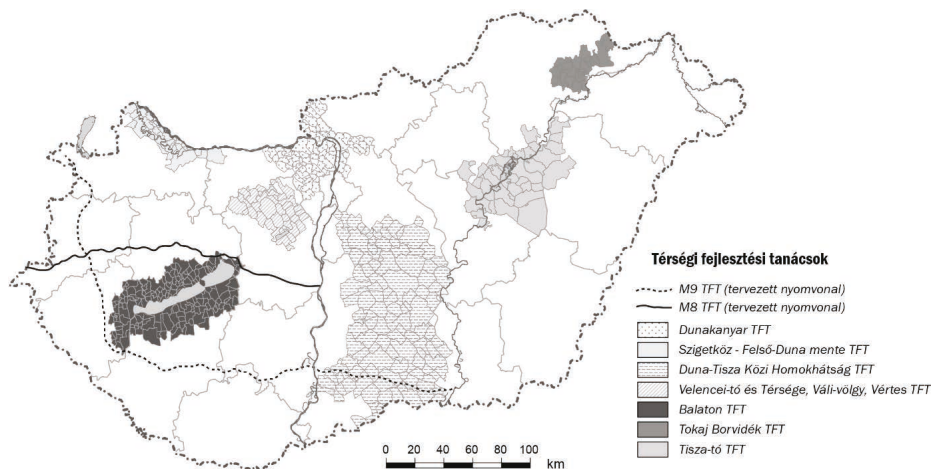 Térségi fejlesztési tanácsok
M9 TFT (tervezett nyomvonal)
M8 TFT (tervezett nyomvonal)
Dunakanyar TFT
Szigetköz - Felső-Duna mente TFT
Duna-Tisza Közi Homokhátság TFT
Velencei-tó és Térsége, Váli-völgy, Vértes TFT
Balaton TFT
Tokaj Borvidék TFT
Tisza-tó TFT
0 20 40 60 80 100
km